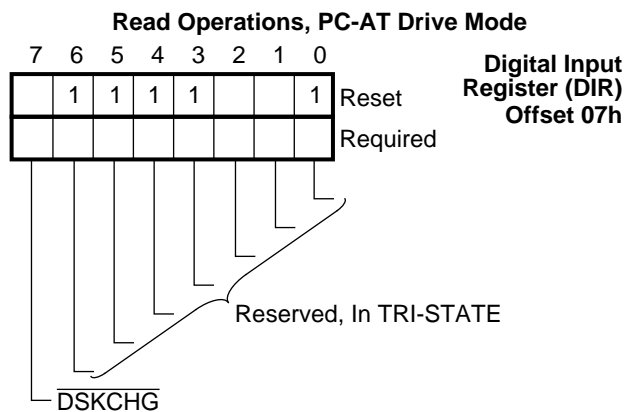 Read Operations, PC-AT Drive Mode
7 6 5 4 3 2 1 0
Digital Input
Register (DIR)
Offset 07h
1 1 1 1 1 Reset
Required
Reserved, In TRI-STATE
DSKCHG